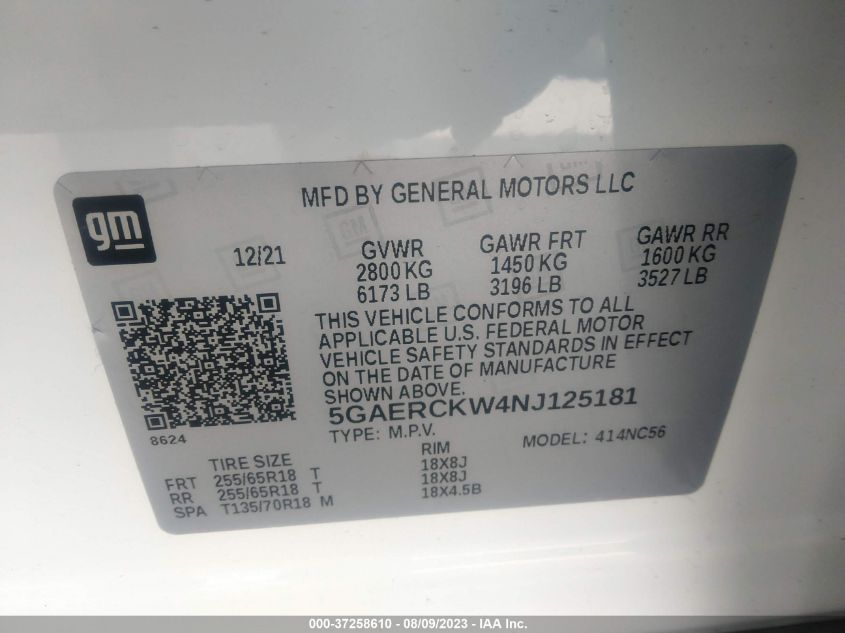 gm
MFD BY GENERAL MOTORS LLC
12/21
GVWR GAWR FRT GAWR RR
2800 KG 1450 KG 1600 KG
6173 LB 3196 LB 3527 LB
THIS VEHICLE CONFORMS TO ALL
APPLICABLE U.S. FEDERAL MOTOR
VEHICLE SAFETY STANDARDS IN EFFECT
ON THE DATE OF MANUFACTURE
SHOWN ABOVE.
5GAERCKW4NJ125181
8624
TYPE: M.P.V. MODEL: 414NC56
TIRE SIZE RIM
FRT 255/65R18 T 18X8J
RR 255/65R18 T 18X8J
SPA T135/70R18 M 18X4.5B
000-37258610 / 08/09/2023 - © IAA Inc.